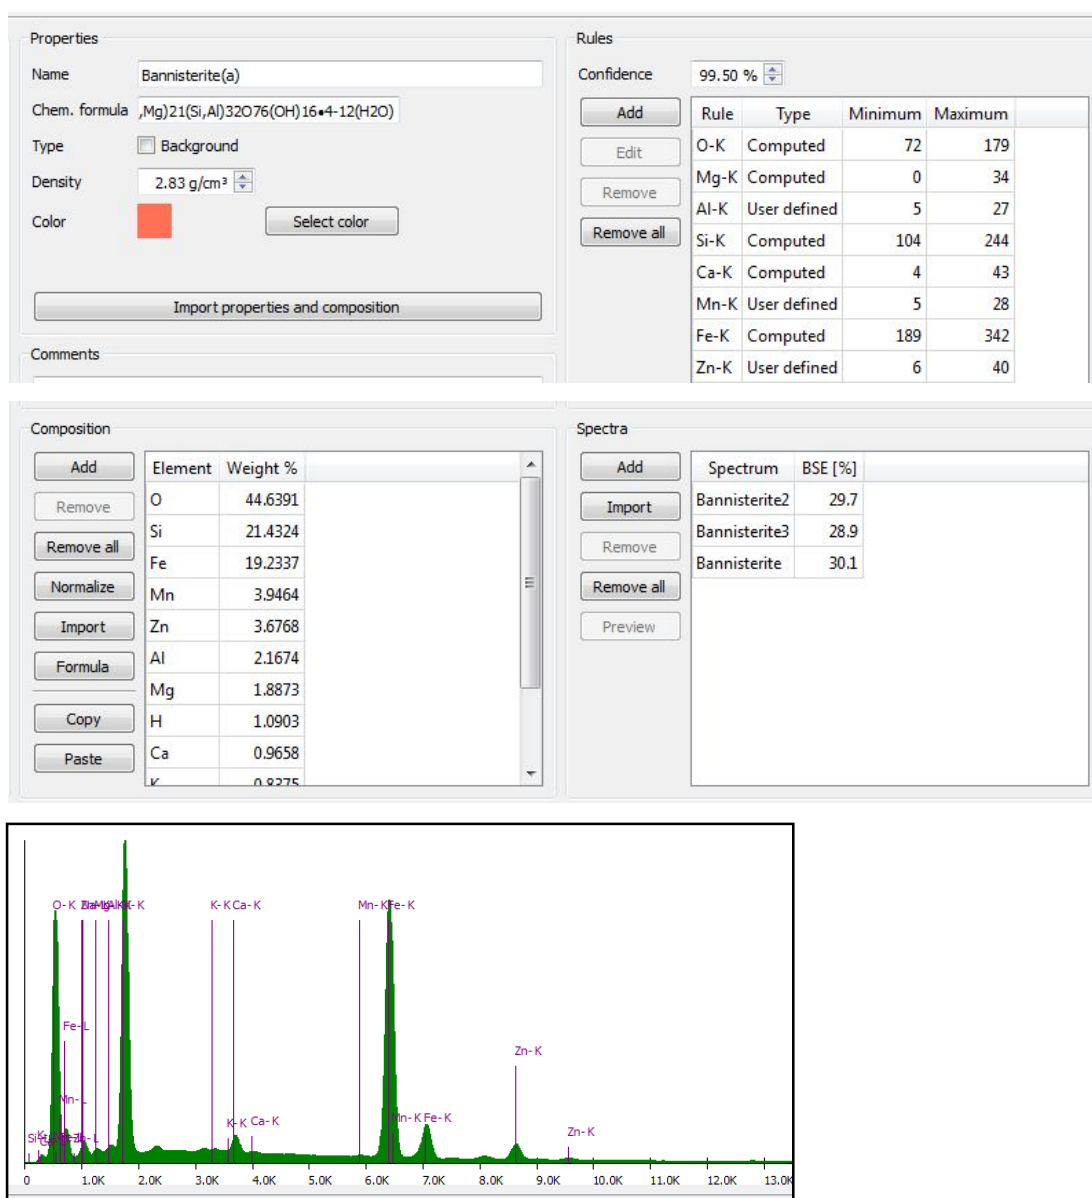 Properties
Name Bannisterite(a)
Chem. formula ,Mg)21(Si,Al)32O76(OH)16•4-12(H2O)
Type Background
Density 2.83 g/cm³
Color Select color
Import properties and composition
Comments
Rules
Confidence 99.50 %
Add
Edit
Remove
Remove all
Rule Type Minimum Maximum
O-K Computed 72 179
Mg-K Computed 0 34
Al-K User defined 5 27
Si-K Computed 104 244
Ca-K Computed 4 43
Mn-K User defined 5 28
Fe-K Computed 189 342
Zn-K User defined 6 40
Composition
Add
Remove
Remove all
Normalize
Import
Formula
Copy
Paste
Element Weight %
O 44.6391
Si 21.4324
Fe 19.2337
Mn 3.9464
Zn 3.6768
Al 2.1674
Mg 1.8873
H 1.0903
Ca 0.9658
K 0.8375
Spectra
Add
Import
Remove
Remove all
Preview
Spectrum BSE [%]
Bannisterite2 29.7
Bannisterite3 28.9
Bannisterite 30.1
O-K K-K Ca-K Mn-K Fe-K
Fe-L
Zn-K
Mn-L
K-K Ca-K Mn-K Fe-K
Zn-K
0 1.0K 2.0K 3.0K 4.0K 5.0K 6.0K 7.0K 8.0K 9.0K 10.0K 11.0K 12.0K 13.0K